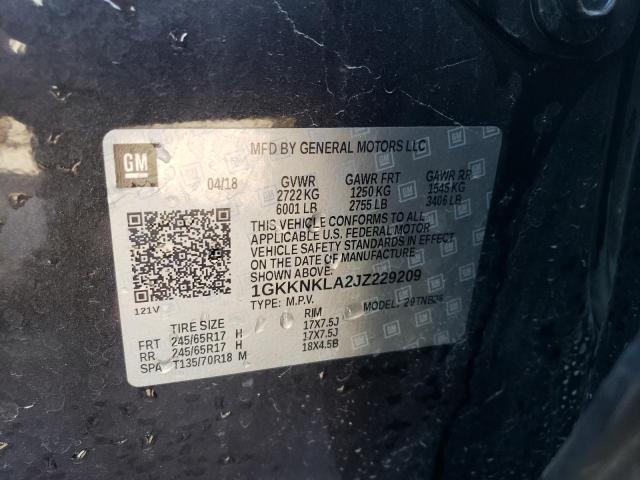 GM
MFD BY GENERAL MOTORS LLC
04/18 GVWR GAWR FRT GAWR RR
2722 KG 1250 KG 1545 KG
6001 LB 2755 LB 3406 LB
THIS VEHICLE CONFORMS TO ALL
APPLICABLE U.S. FEDERAL MOTOR
VEHICLE SAFETY STANDARDS IN EFFECT
ON THE DATE OF MANUFACTURE
SHOWN ABOVE.
1GKKNKLA2JZ229209
121V
TYPE: M.P.V. MODEL: 29TNB26
TIRE SIZE RIM
FRT 245/65R17 H 17X7.5J
RR 245/65R17 H 17X7.5J
SPA T135/70R18 M 18X4.5B